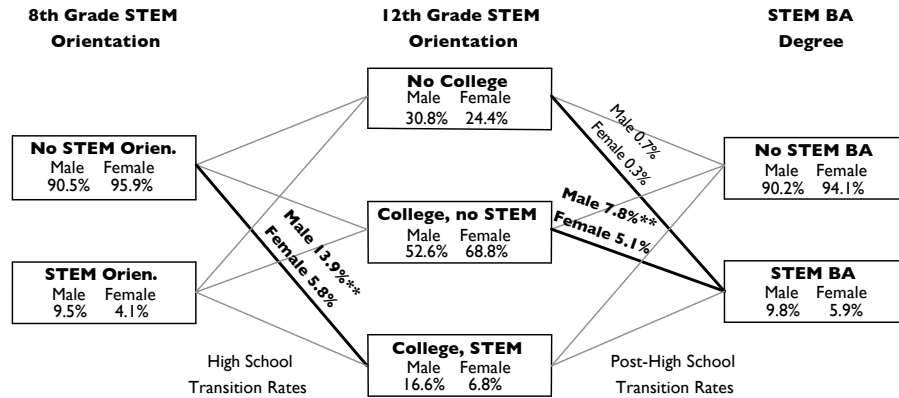 8th Grade STEM
Orientation
12th Grade STEM
Orientation
STEM BA
Degree
No College
Male Female
30.8% 24.4%
Male 0.7%
Female 0.3%
No STEM Orien.
Male Female
90.5% 95.9%
No STEM BA
Male Female
90.2% 94.1%
College, no STEM
Male Female
52.6% 68.8%
Male 13.9%**
Female 5.8%
Male 7.8%**
Female 5.1%
STEM Orien.
Male Female
9.5% 4.1%
STEM BA
Male Female
9.8% 5.9%
College, STEM
Male Female
16.6% 6.8%
High School
Transition Rates
Post-High School
Transition Rates